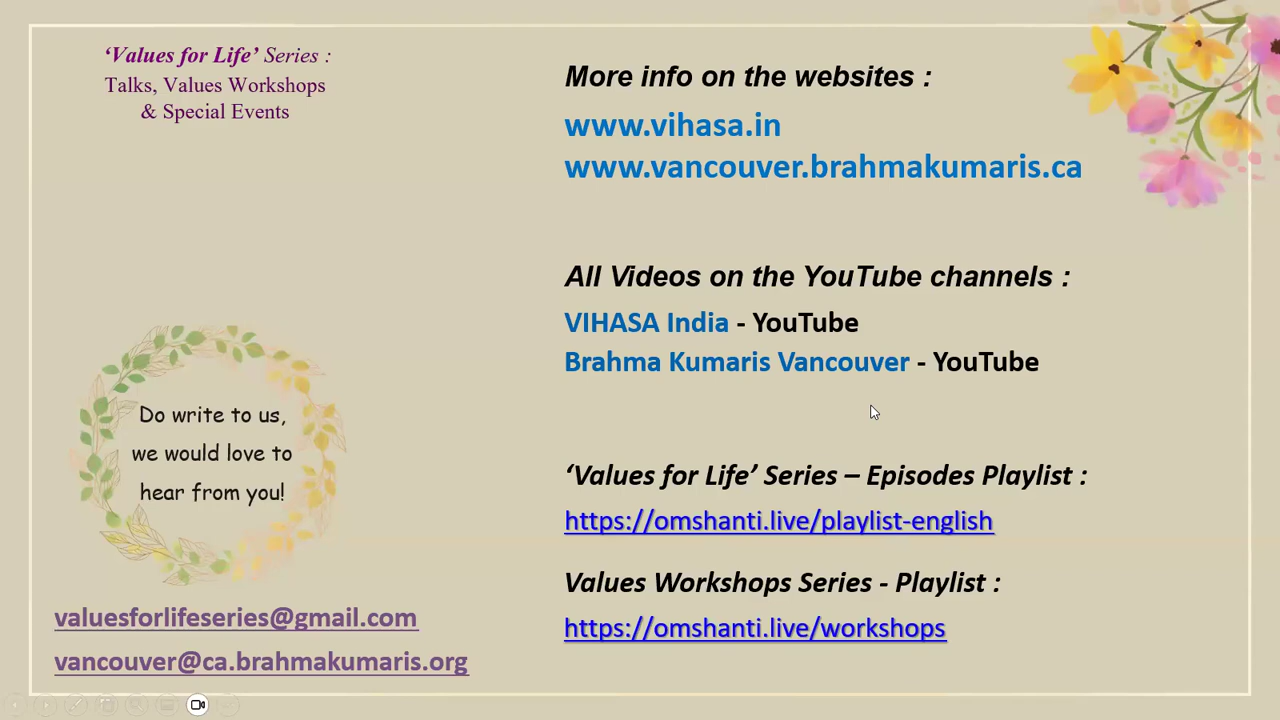 ‘Values for Life’ Series :
Talks, Values Workshops
& Special Events
More info on the websites :
www.vihasa.in
www.vancouver.brahmakumaris.ca
All Videos on the YouTube channels :
VIHASA India - YouTube
Brahma Kumaris Vancouver - YouTube
Do write to us,
we would love to
hear from you!
‘Values for Life’ Series – Episodes Playlist :
https://omshanti.live/playlist-english
Values Workshops Series - Playlist :
https://omshanti.live/workshops
valuesforlifeseries@gmail.com
vancouver@ca.brahmakumaris.org